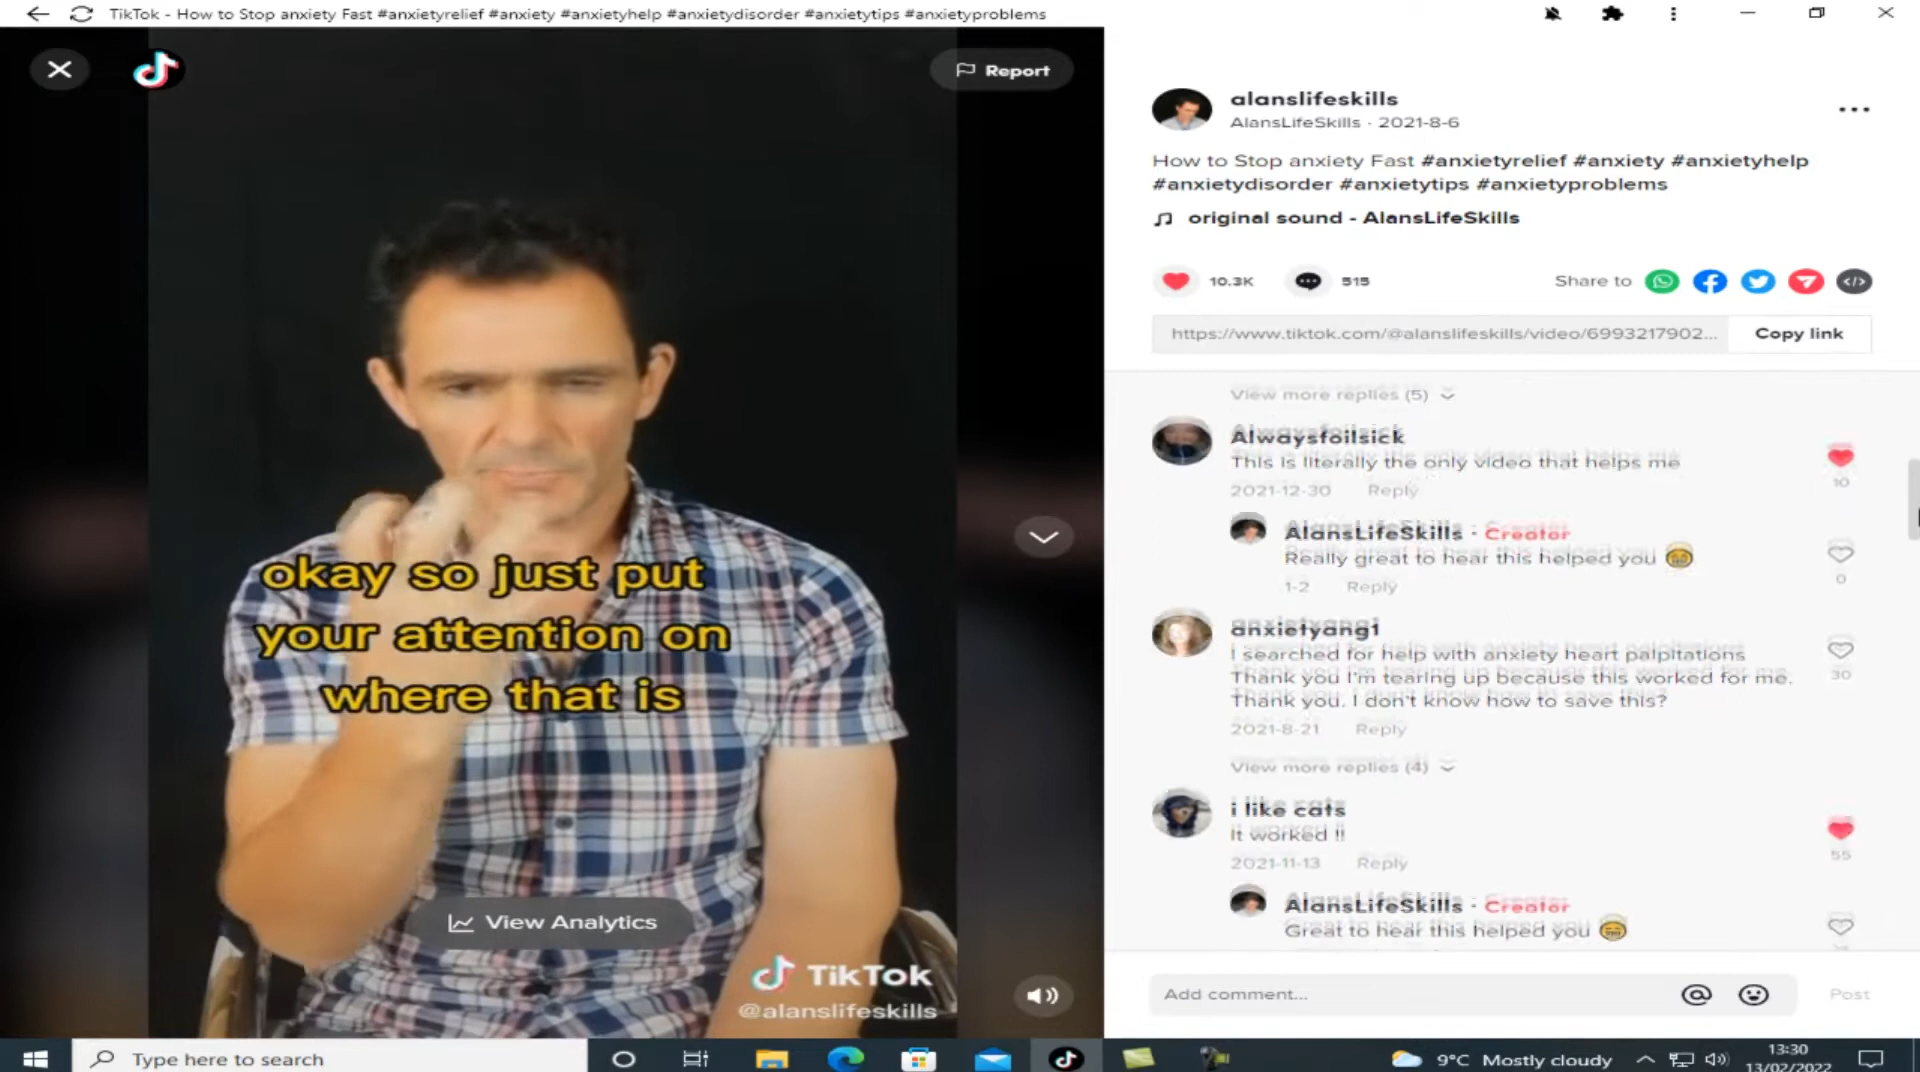 TikTok - How to Stop anxiety Fast #anxietyrelief #anxiety #anxietyhelp #anxietydisorder #anxietytips #anxietyproblems
Report
okay so just put
your attention on
where that is
View Analytics
TikTok
@alanslifeskills
alanslifeskills
AlansLifeSkills · 2021-8-6
How to Stop anxiety Fast #anxietyrelief #anxiety #anxietyhelp
#anxietydisorder #anxietytips #anxietyproblems
original sound - AlansLifeSkills
10.3K
515
Share to
https://www.tiktok.com/@alanslifeskills/video/6993217902...
Copy link
View more replies (5)
Alwaysfoilsick
This is literally the only video that helps me
10
2021-12-30 Reply
AlansLifeSkills · Creator
Really great to hear this helped you
0
1-2 Reply
anxietyang1
I searched for help with anxiety heart palpitations
Thank you I'm tearing up because this worked for me.
Thank you. I don't know how to save this?
30
2021-8-21 Reply
View more replies (4)
i like cats
It worked !!
55
2021-11-13 Reply
AlansLifeSkills · Creator
Great to hear this helped you
Add comment...
Post
Type here to search
9°C Mostly cloudy
13:30
13/02/2022